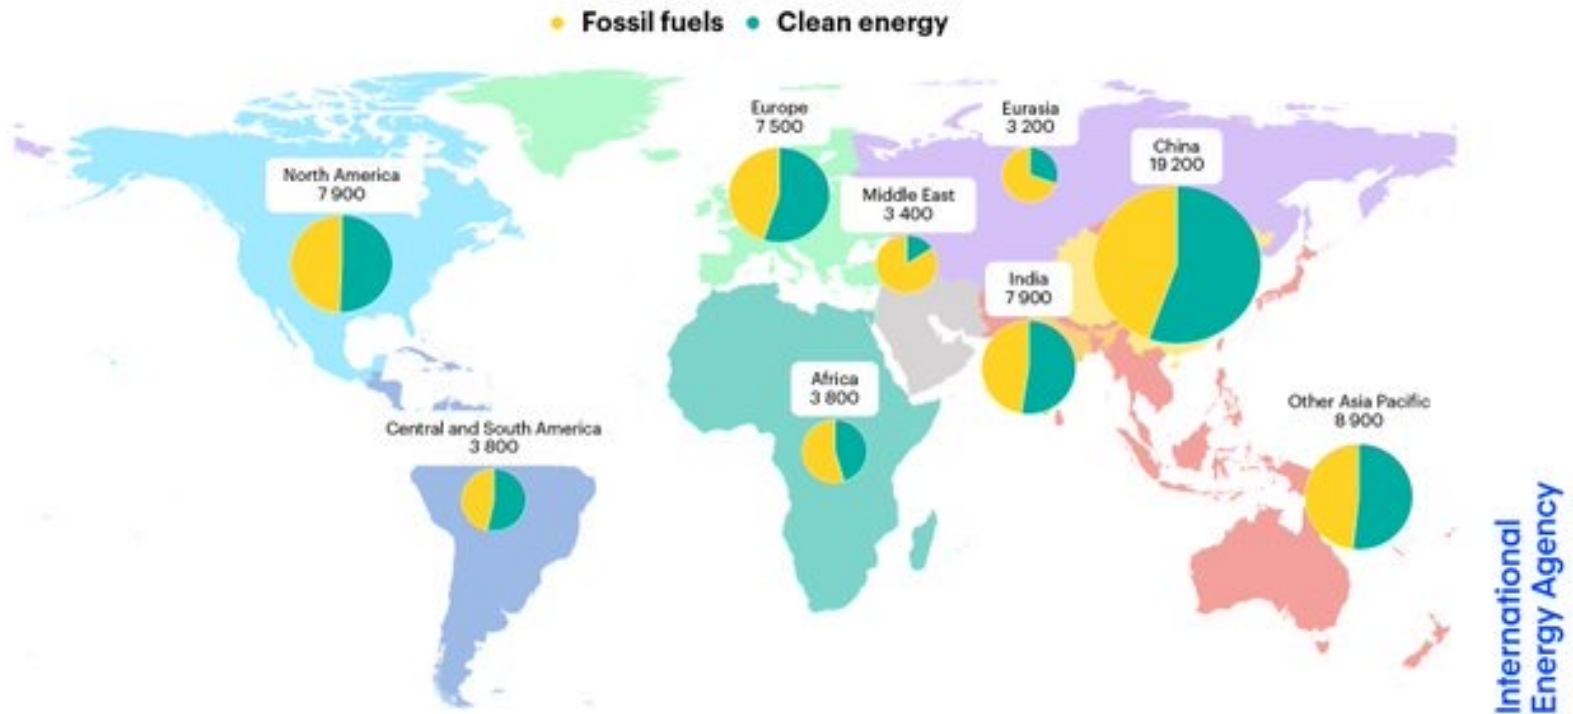 Fossil fuels Clean energy
Europe
7 500
Eurasia
3 200
China
19 200
North America
7 900
Middle East
3 400
India
7 900
Africa
3 800
Other Asia Pacific
8 900
Central and South America
3 800
International
Energy Agency